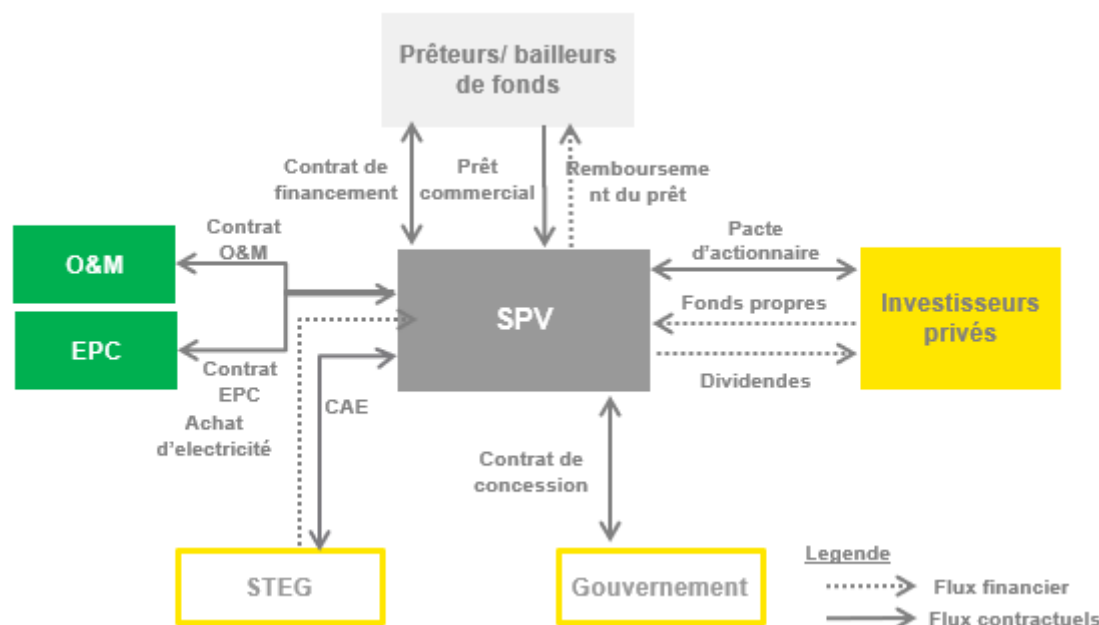 Prêteurs/ bailleurs
de fonds
Contrat de
financement
Prêt
commercial
Rembourseme
nt du prêt
Contrat
O&M
O&M
EPC
Contrat
EPC
SPV
Pacte
d'actionnaire
Fonds propres
Dividendes
Investisseurs
privés
Achat
d'electricité
CAE
Contrat de
concession
STEG
Gouvernement
Legende
Flux financier
Flux contractuels